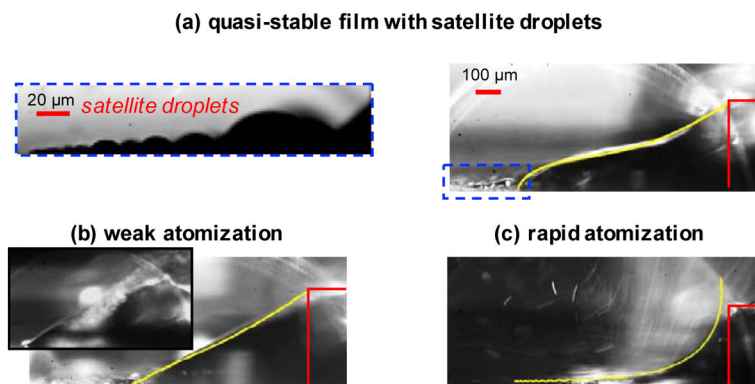 (a) quasi-stable film with satellite droplets
20 µm
satellite droplets
100 µm
(b) weak atomization
(c) rapid atomization